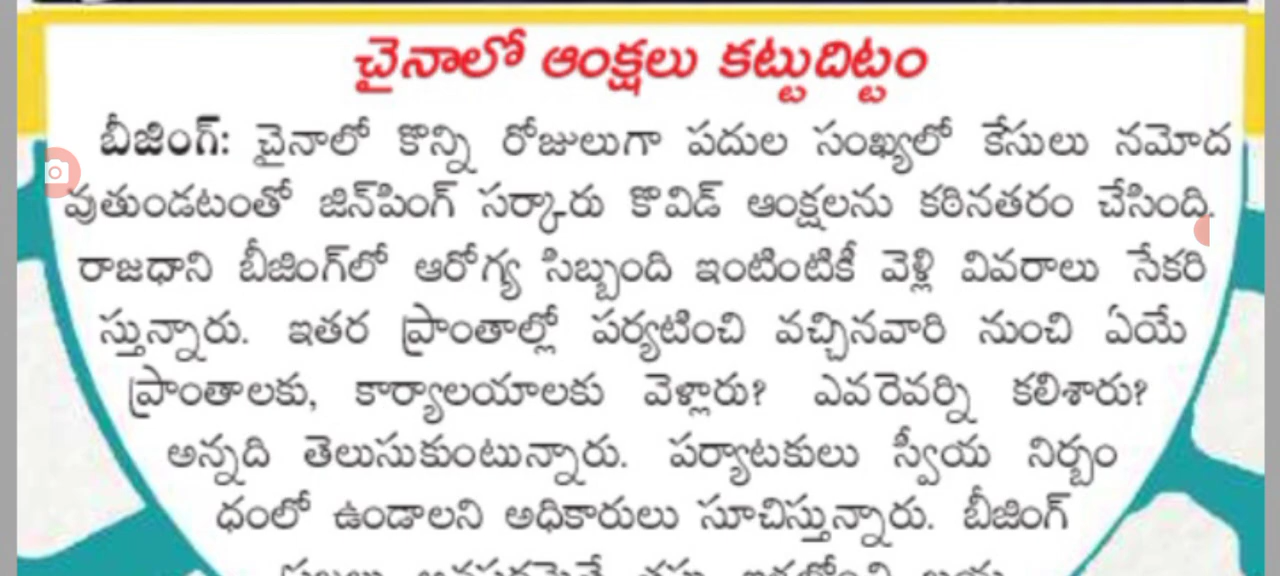 చైనాలో ఆంక్షలు కట్టుదిట్టం
బీజింగ్: చైనాలో కొన్ని రోజులుగా పదుల సంఖ్యలో కేసులు నమోద
వుతుండటంతో జిన్‌పింగ్ సర్కారు కొవిడ్ ఆంక్షలను కఠినతరం చేసింది.
రాజధాని బీజింగ్‌లో ఆరోగ్య సిబ్బంది ఇంటింటికీ వెళ్లి వివరాలు సేకరి
స్తున్నారు. ఇతర ప్రాంతాల్లో పర్యటించి వచ్చినవారి నుంచి ఏయే
ప్రాంతాలకు, కార్యాలయాలకు వెళ్లారు? ఎవరెవర్ని కలిశారు?
అన్నది తెలుసుకుంటున్నారు. పర్యాటకులు స్వీయ నిర్బం
ధంలో ఉండాలని అధికారులు సూచిస్తున్నారు. బీజింగ్